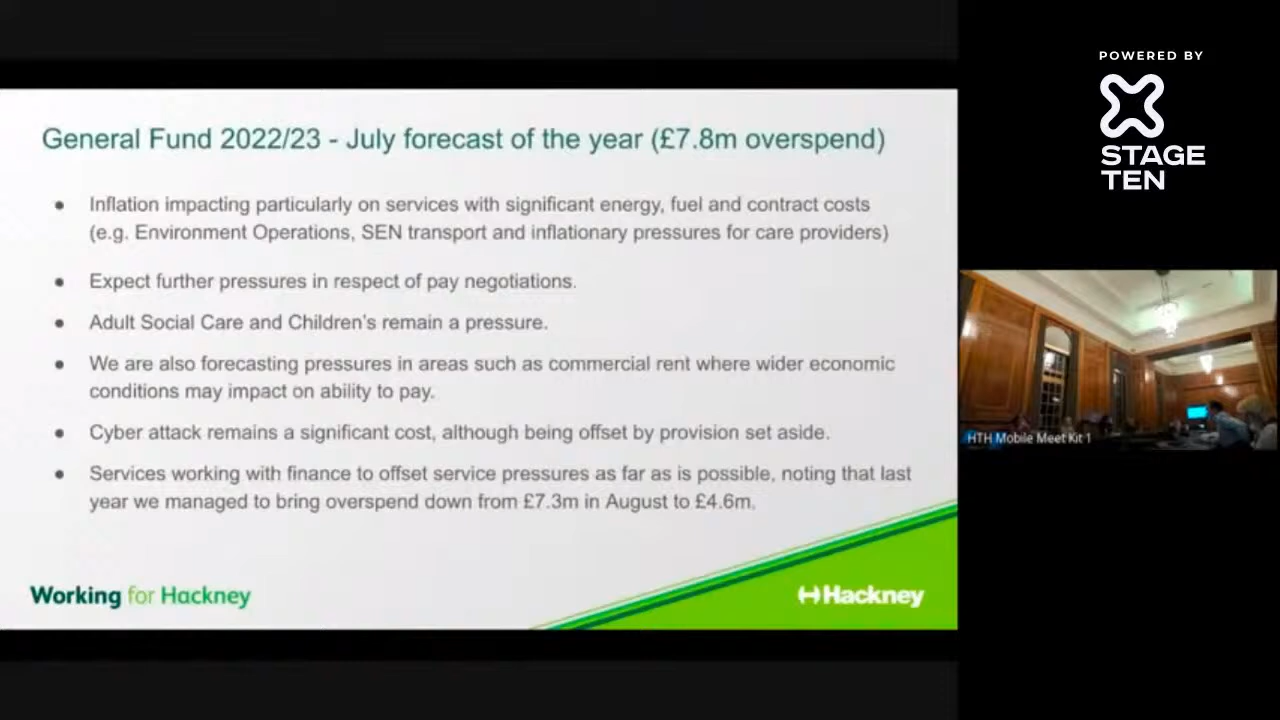 General Fund 2022/23 - July forecast of the year (£7.8m overspend)
● Inflation impacting particularly on services with significant energy, fuel and contract costs
(e.g. Environment Operations, SEN transport and inflationary pressures for care providers)
● Expect further pressures in respect of pay negotiations.
● Adult Social Care and Children's remain a pressure.
● We are also forecasting pressures in areas such as commercial rent where wider economic
conditions may impact on ability to pay.
● Cyber attack remains a significant cost, although being offset by provision set aside.
● Services working with finance to offset service pressures as far as is possible, noting that last
year we managed to bring overspend down from £7.3m in August to £4.6m.
Working for Hackney
Hackney
POWERED BY
STAGE
TEN
HTH Mobile Meet Kit 1